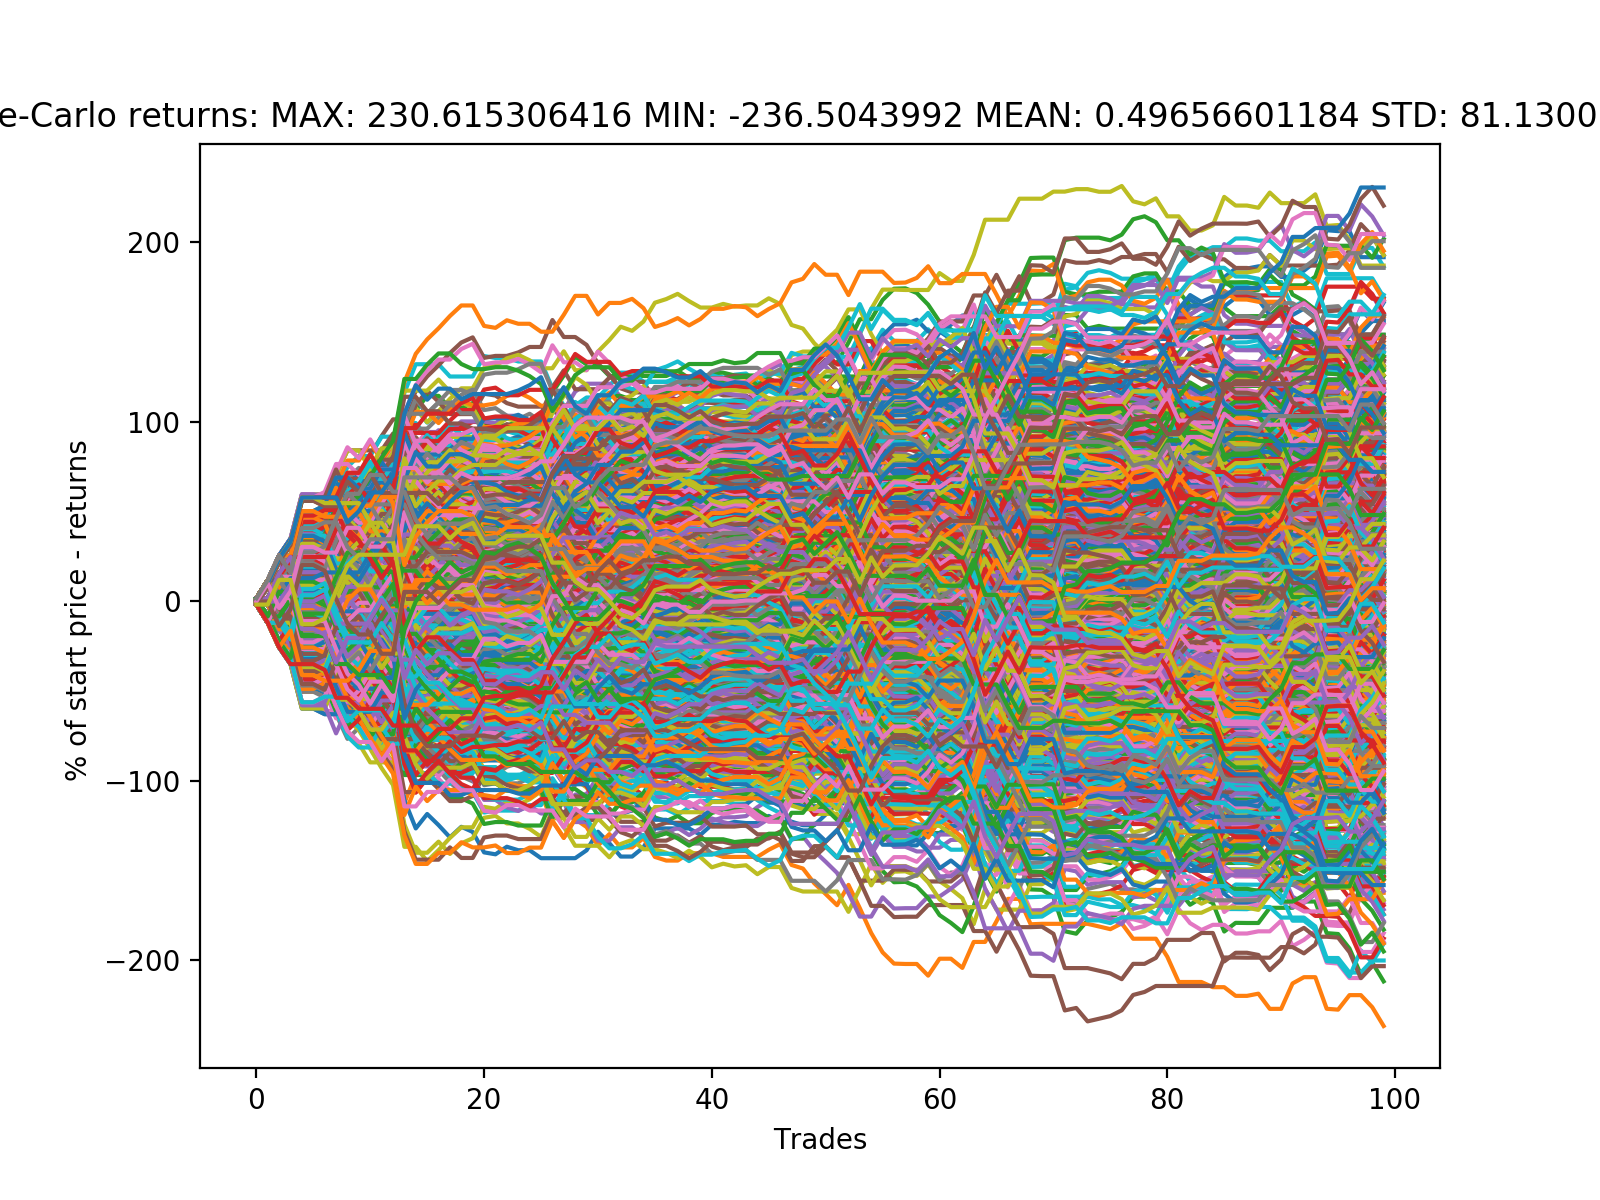 e-Carlo returns: MAX: 230.615306416 MIN: -236.5043992 MEAN: 0.49656601184 STD: 81.1300
200
100
0
−100
−200
% of start price - returns
0 20 40 60 80 100
Trades